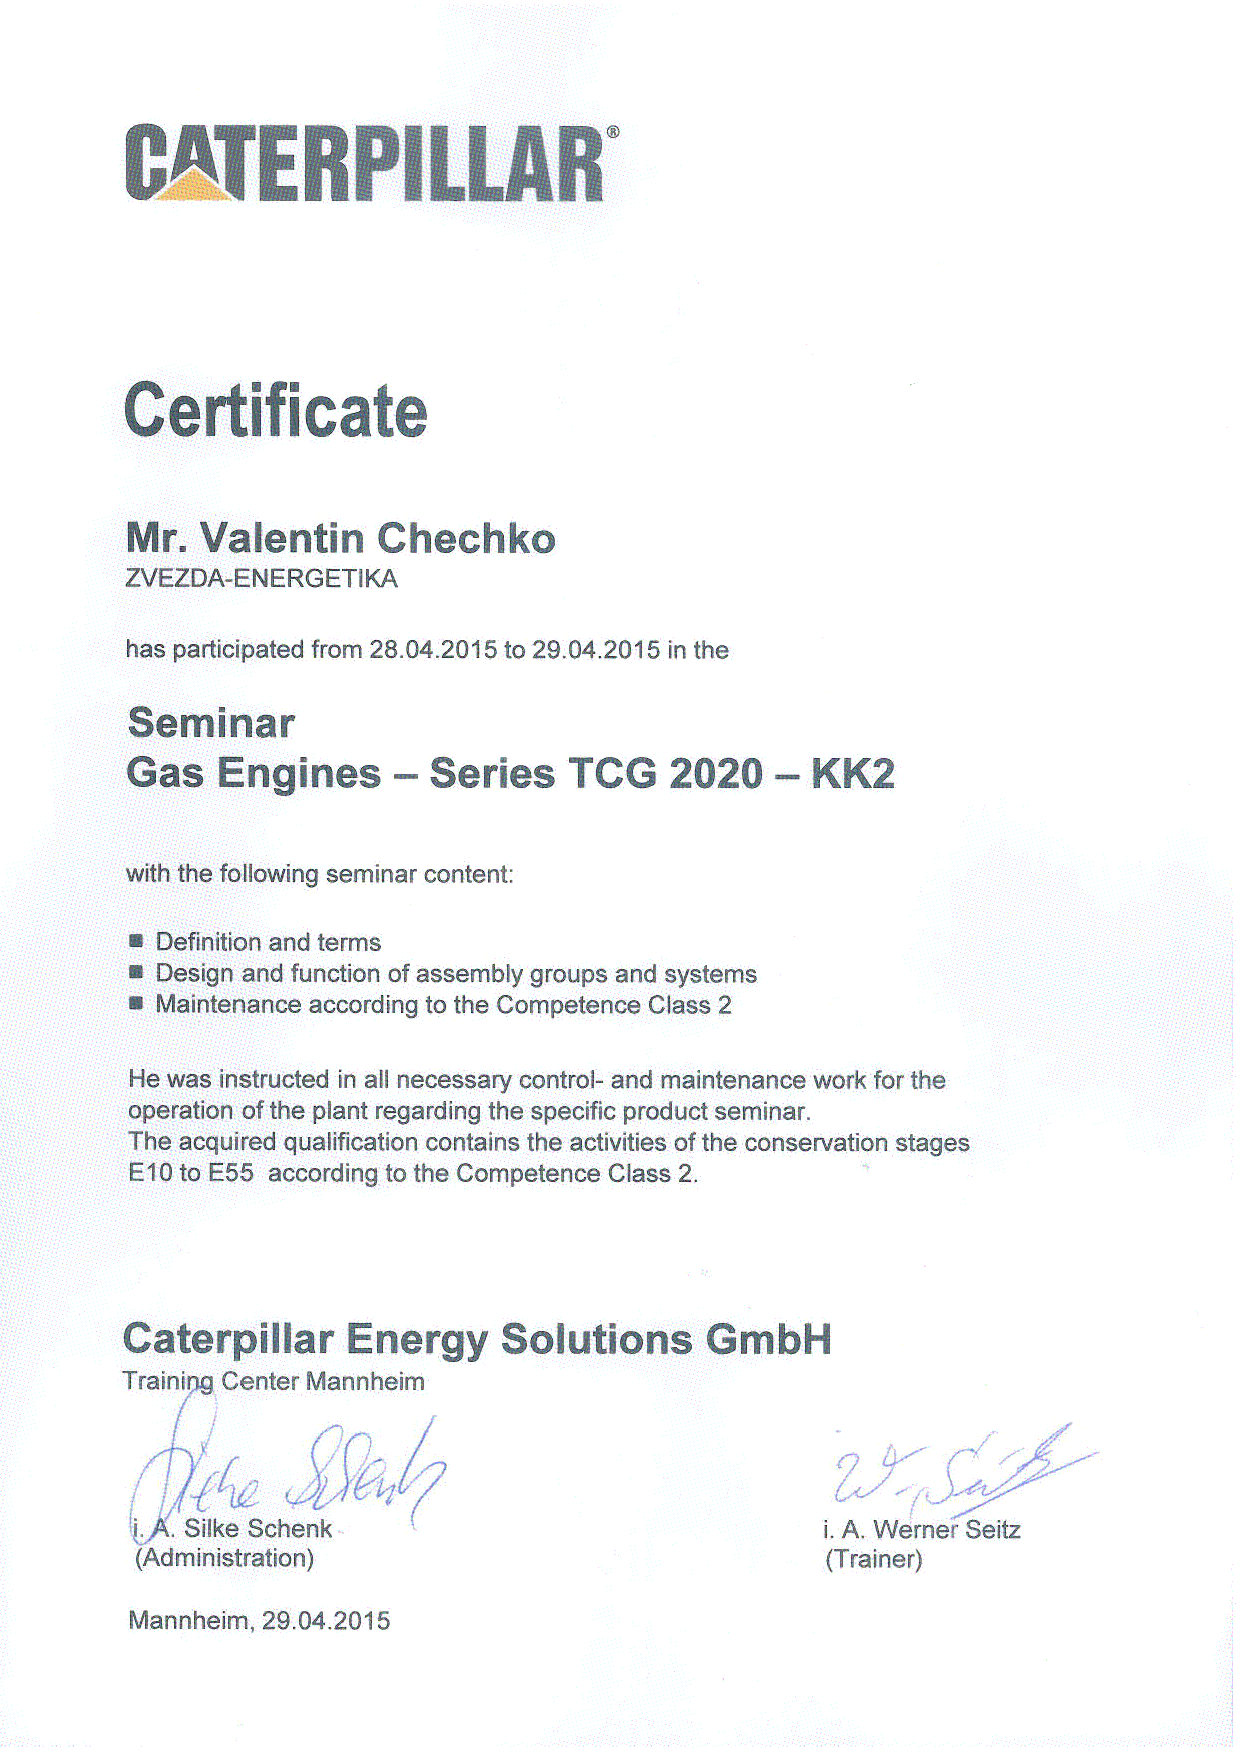 CATERPILLAR®
Certificate
Mr. Valentin Chechko
ZVEZDA-ENERGETIKA
has participated from 28.04.2015 to 29.04.2015 in the
Seminar
Gas Engines – Series TCG 2020 – KK2
with the following seminar content:
■ Definition and terms
■ Design and function of assembly groups and systems
■ Maintenance according to the Competence Class 2
He was instructed in all necessary control- and maintenance work for the
operation of the plant regarding the specific product seminar.
The acquired qualification contains the activities of the conservation stages
E10 to E55 according to the Competence Class 2.
Caterpillar Energy Solutions GmbH
Training Center Mannheim
Silke Schenk
W. Seitz
i. A. Silke Schenk
i. A. Werner Seitz
(Administration)
(Trainer)
Mannheim, 29.04.2015